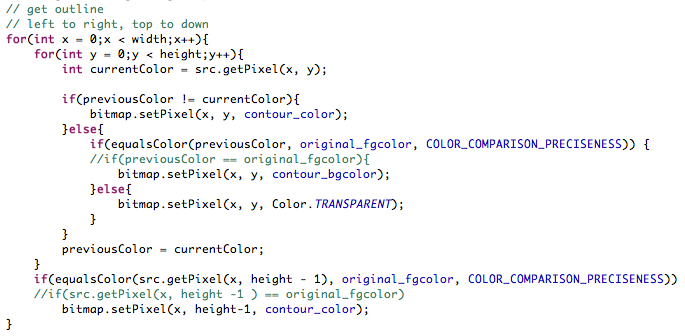 // get outline
// left to right, top to down
for(int x = 0;x < width;x++){
    for(int y = 0;y < height;y++){
        int currentColor = src.getPixel(x, y);

        if(previousColor != currentColor){
            bitmap.setPixel(x, y, contour_color);
        }else{
            if(equalsColor(previousColor, original_fgcolor, COLOR_COMPARISON_PRECISENESS)) {
            //if(previousColor == original_fgcolor){
                bitmap.setPixel(x, y, contour_bgcolor);
            }else{
                bitmap.setPixel(x, y, Color.TRANSPARENT);
            }
        }
        previousColor = currentColor;
    }
    if(equalsColor(src.getPixel(x, height - 1), original_fgcolor, COLOR_COMPARISON_PRECISENESS))
    //if(src.getPixel(x, height -1 ) == original_fgcolor)
        bitmap.setPixel(x, height-1, contour_color);
}